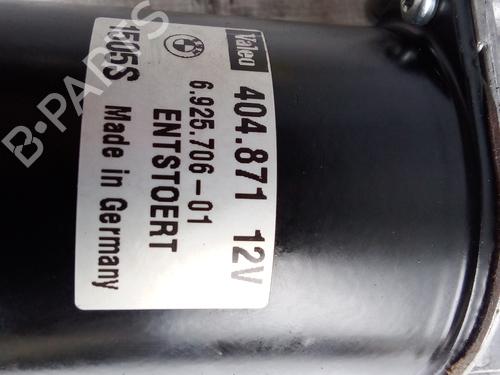 Valeo 404.871 12V
6.925.706-01
ENTSTOERT
1505S Made in Germany
B-PARTS